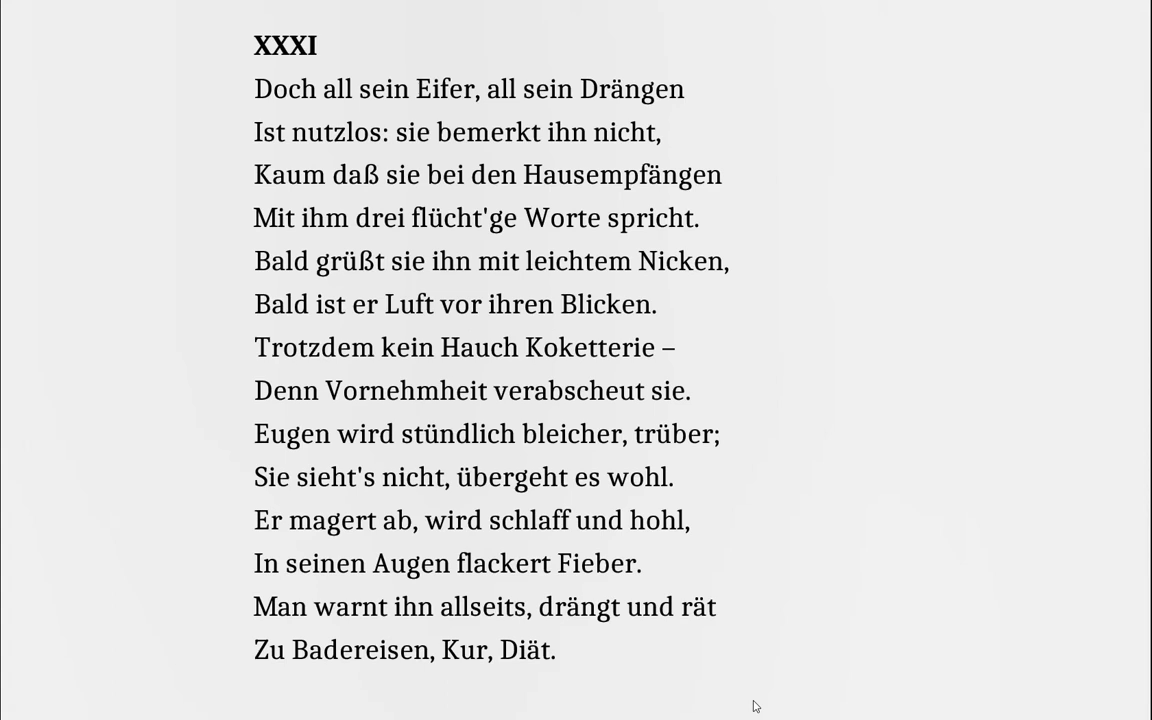 XXXI
Doch all sein Eifer, all sein Drängen
Ist nutzlos: sie bemerkt ihn nicht,
Kaum daß sie bei den Hausempfängen
Mit ihm drei flücht'ge Worte spricht.
Bald grüßt sie ihn mit leichtem Nicken,
Bald ist er Luft vor ihren Blicken.
Trotzdem kein Hauch Koketterie –
Denn Vornehmheit verabscheut sie.
Eugen wird stündlich bleicher, trüber;
Sie sieht's nicht, übergeht es wohl.
Er magert ab, wird schlaff und hohl,
In seinen Augen flackert Fieber.
Man warnt ihn allseits, drängt und rät
Zu Badereisen, Kur, Diät.